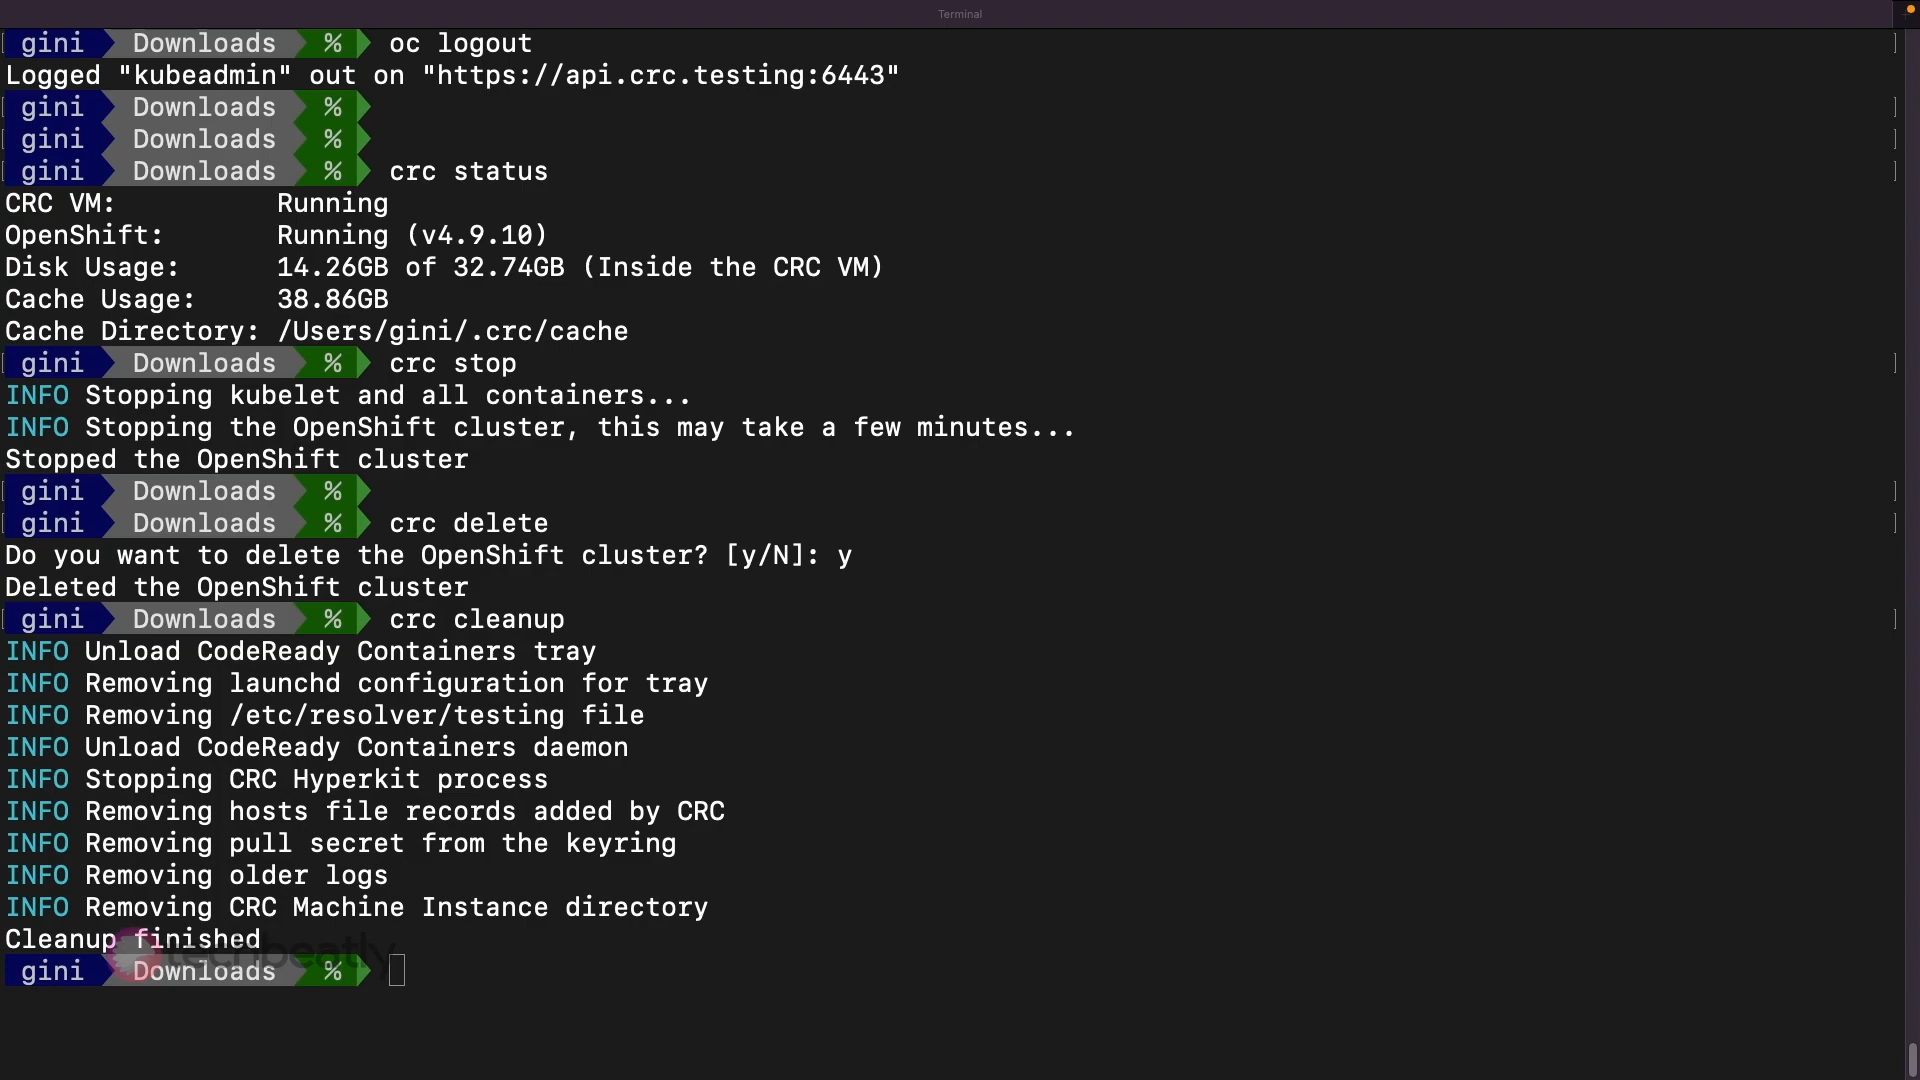 Terminal
gini Downloads % oc logout
Logged "kubeadmin" out on "https://api.crc.testing:6443"
gini Downloads %
gini Downloads %
gini Downloads % crc status
CRC VM: Running
OpenShift: Running (v4.9.10)
Disk Usage: 14.26GB of 32.74GB (Inside the CRC VM)
Cache Usage: 38.86GB
Cache Directory: /Users/gini/.crc/cache
gini Downloads % crc stop
INFO Stopping kubelet and all containers...
INFO Stopping the OpenShift cluster, this may take a few minutes...
Stopped the OpenShift cluster
gini Downloads %
gini Downloads % crc delete
Do you want to delete the OpenShift cluster? [y/N]: y
Deleted the OpenShift cluster
gini Downloads % crc cleanup
INFO Unload CodeReady Containers tray
INFO Removing launchd configuration for tray
INFO Removing /etc/resolver/testing file
INFO Unload CodeReady Containers daemon
INFO Stopping CRC Hyperkit process
INFO Removing hosts file records added by CRC
INFO Removing pull secret from the keyring
INFO Removing older logs
INFO Removing CRC Machine Instance directory
Cleanup finished
techbeatly
gini Downloads %